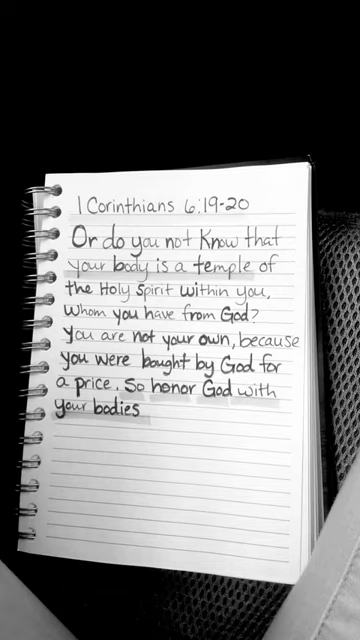 1 Corinthians 6:19-20
Or do you not know that
your body is a temple of
the Holy Spirit within you,
whom you have from God?
You are not your own, because
you were bought by God for
a price. So honor God with
your bodies